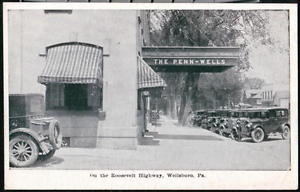 THE PENN-WELLS
On the Roosevelt Highway, Wellsboro, Pa.